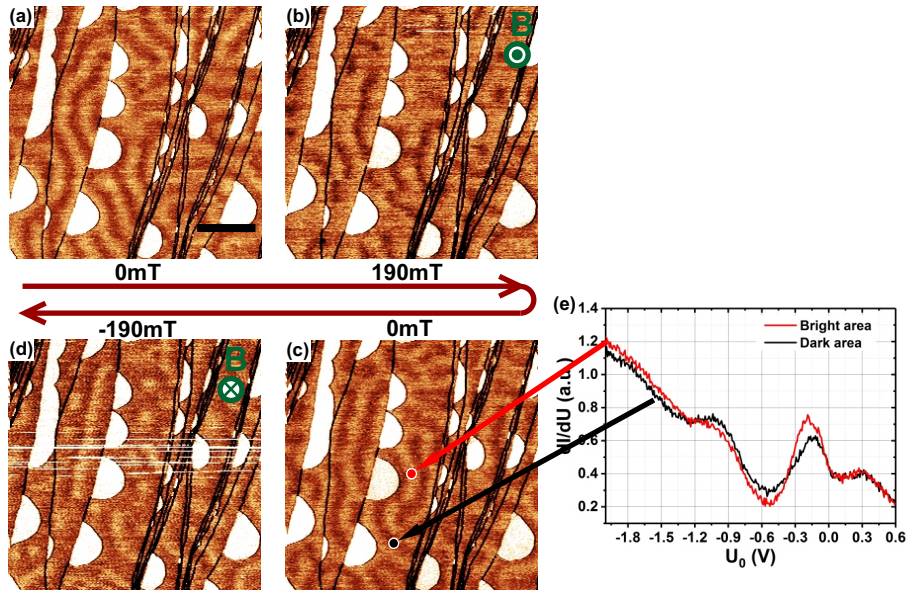 (a)
(b)
B
0mT
190mT
-190mT
0mT
(d)
B
(c)
(e)
1.4
1.2
1.0
0.8
0.6
0.4
0.2
dI/dU (a.u.)
Bright area
Dark area
-1.8 -1.5 -1.2 -0.9 -0.6 -0.3 0.0 0.3 0.6
U0 (V)